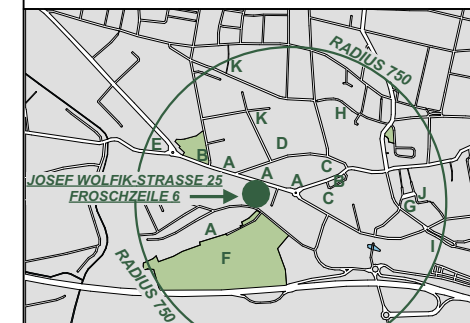 RADIUS 750
K
K
H
D
E
B
A
A
A
C
B
C
J
G
JOSEF WOLFIK-STRASSE 25
FROSCHZEILE 6
A
F
I
RADIUS 750